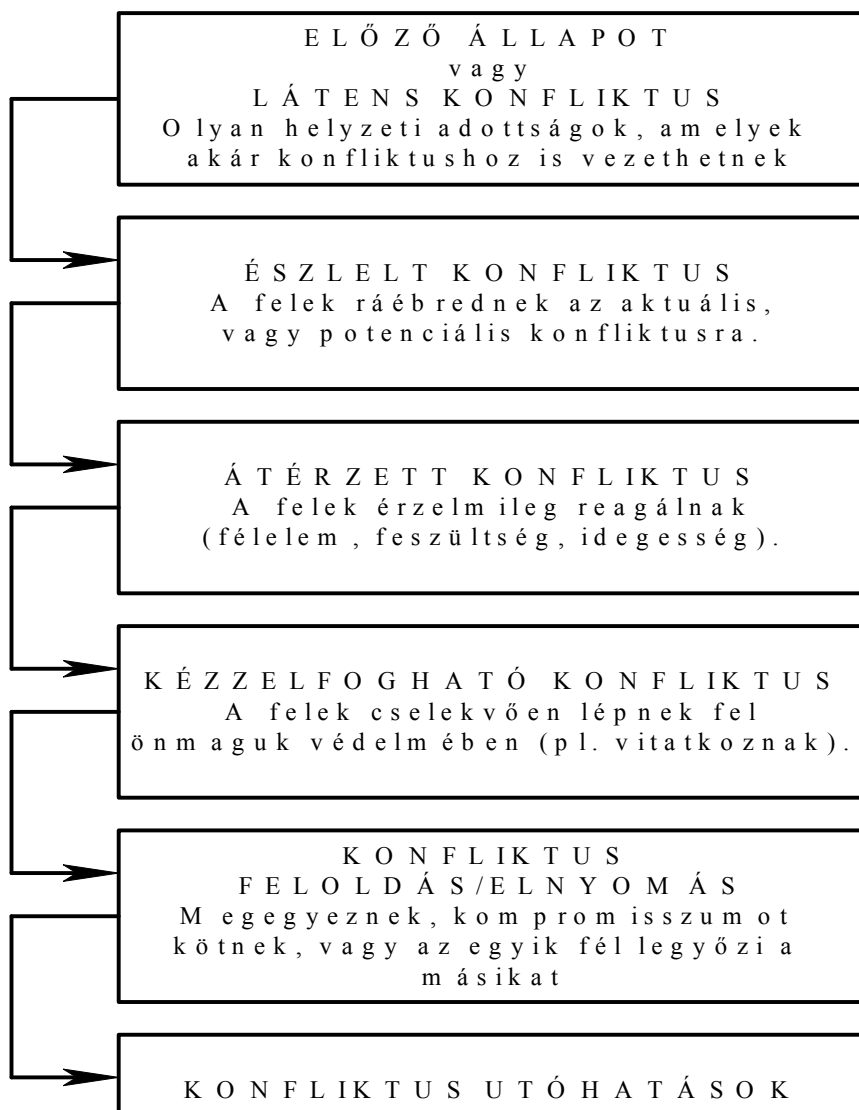 ELŐZŐ ÁLLAPOT
vagy
LÁTENS KONFLIKTUS
Olyan helyzeti adottságok, amelyek
akár konfliktushoz is vezethetnek
ÉSZLELT KONFLIKTUS
A felek ráébrednek az aktuális,
vagy potenciális konfliktusra.
ÁTÉRZETT KONFLIKTUS
A felek érzelmileg reagálnak
(félelem, feszültség, idegesség).
KÉZZELFOGHATÓ KONFLIKTUS
A felek cselekvően lépnek fel
önmaguk védelmében (pl. vitatkoznak).
KONFLIKTUS
FELOLDÁS/ELNYOMÁS
Megegyeznek, kompromisszumot
kötnek, vagy az egyik fél legyőzi a
másikat
KONFLIKTUS UTÓHATÁSOK